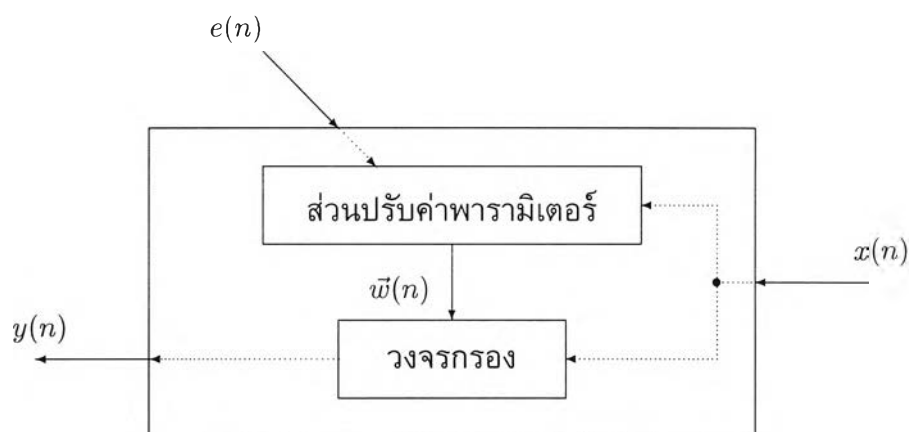 e(n)
ส่วนปรับค่าพารามิเตอร์
x(n)
$\vec{w}$(n)
y(n)
วงจรกรอง